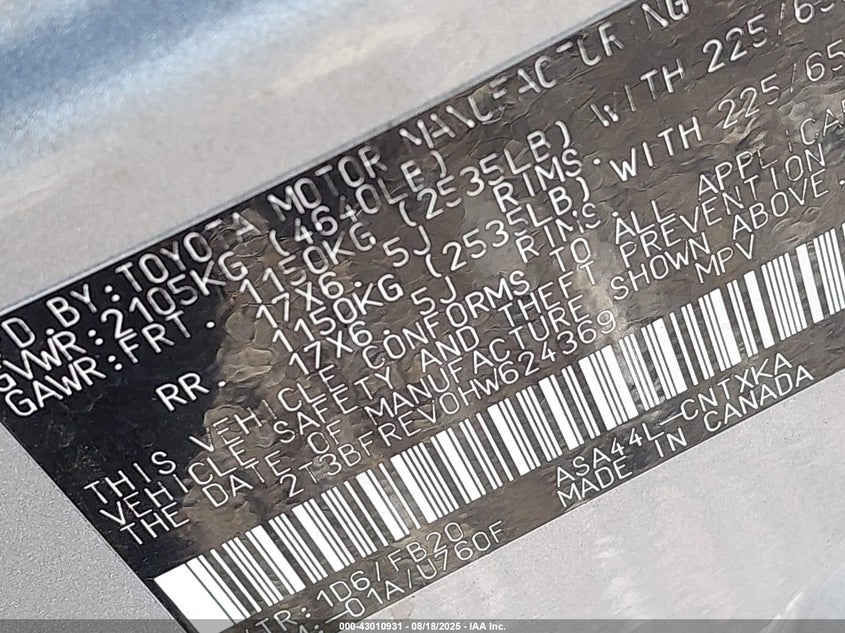 D.BY:TOYOTA MOTOR MANUFACTURING
GVWR:2105KG (4640LB)
GAWR:FRT. 1150KG (2535LB) WITH 225/65
17X6.5J RIMS.
RR. 1150KG (2535LB) WITH 225/65
17X6.5J RIMS.
THIS VEHICLE CONFORMS TO ALL APPLICA
VEHICLE SAFETY AND THEFT PREVENTION
THE DATE OF MANUFACTURE SHOWN ABOVE.
2T3BFREV0HW624369 MPV
ASA44L-CNTXKA
MADE IN CANADA
TR:1D6/FB20
-01A/U760F
000-43010931 - 08/18/2025 - IAA Inc.